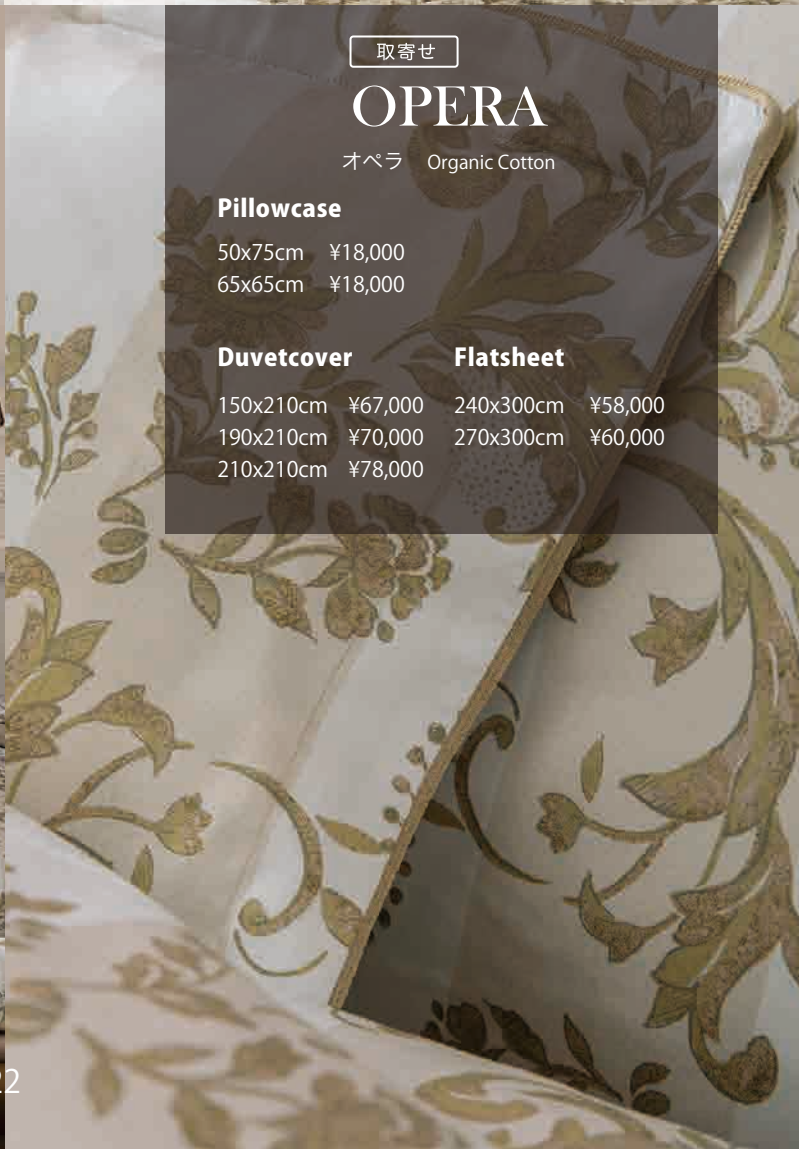 取寄せ
OPERA
オペラ Organic Cotton
Pillowcase
50x75cm ¥18,000
65x65cm ¥18,000
Duvetcover Flatsheet
150x210cm ¥67,000 240x300cm ¥58,000
190x210cm ¥70,000 270x300cm ¥60,000
210x210cm ¥78,000
22